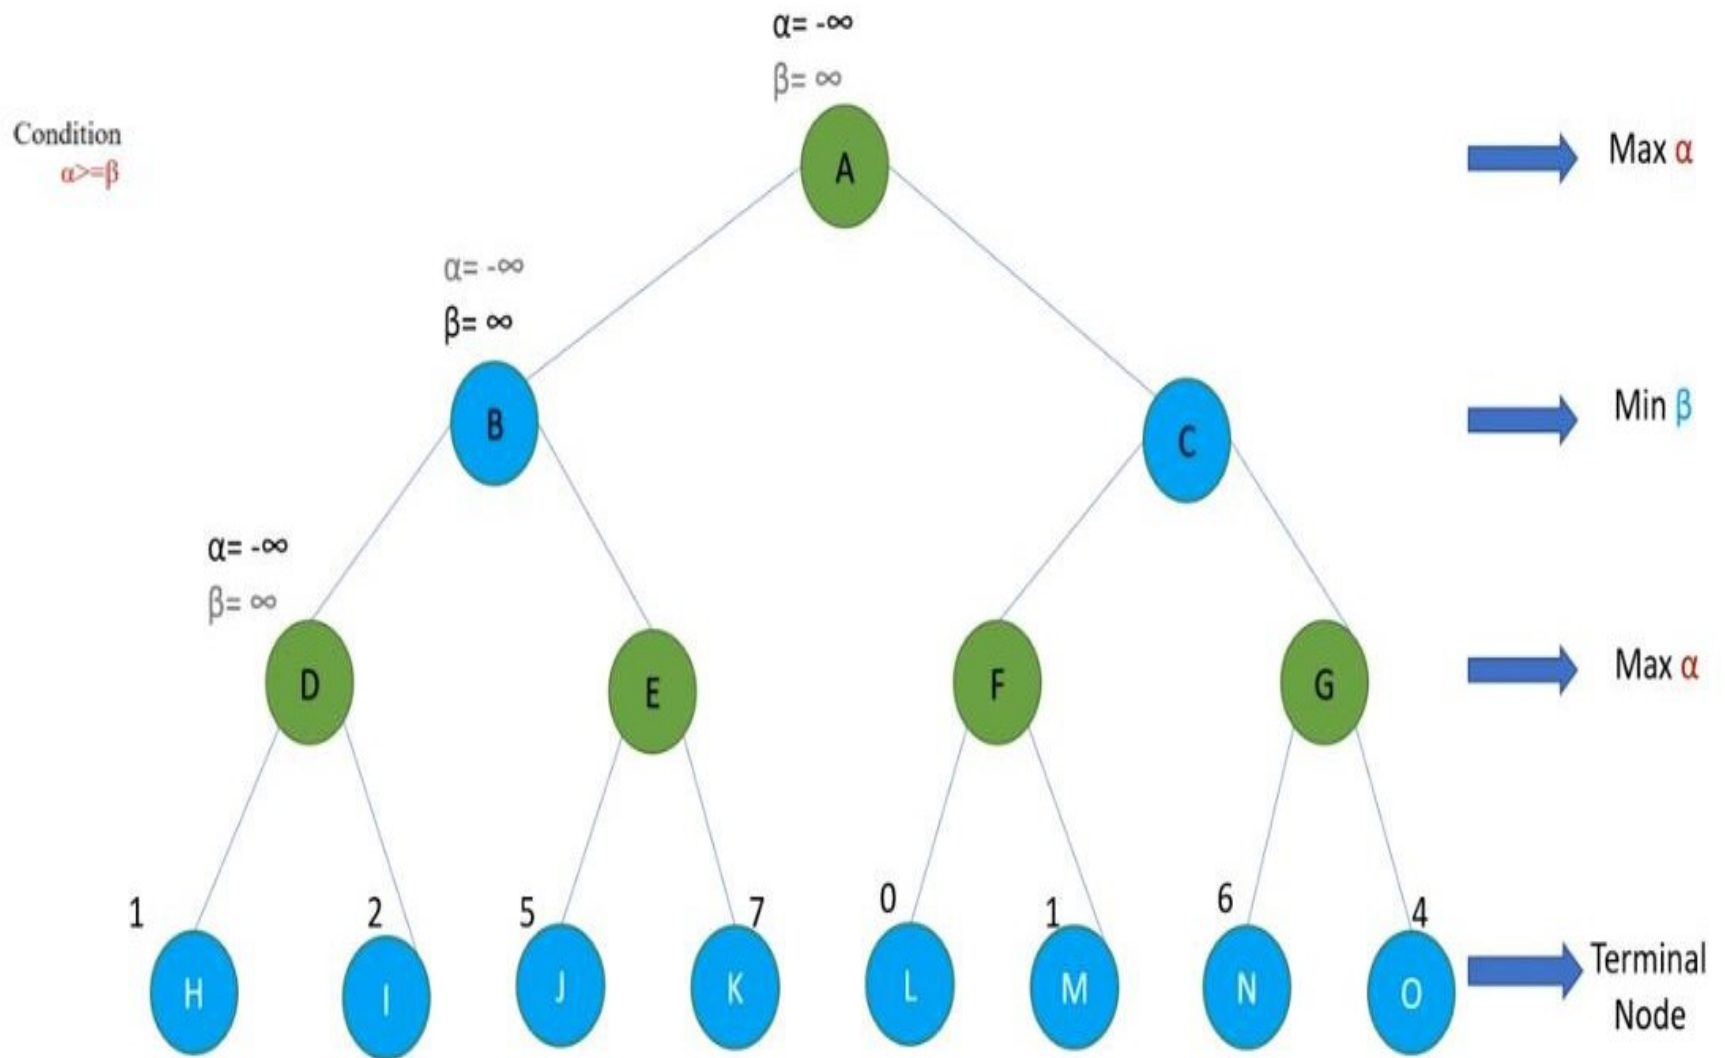 α= -∞
β= ∞
Condition
α>=β
A
Max α
α= -∞
β= ∞
B
C
Min β
α= -∞
β= ∞
D
E
F
G
Max α
1
2
5
7
0
1
6
4
H
I
J
K
L
M
N
O
Terminal
Node